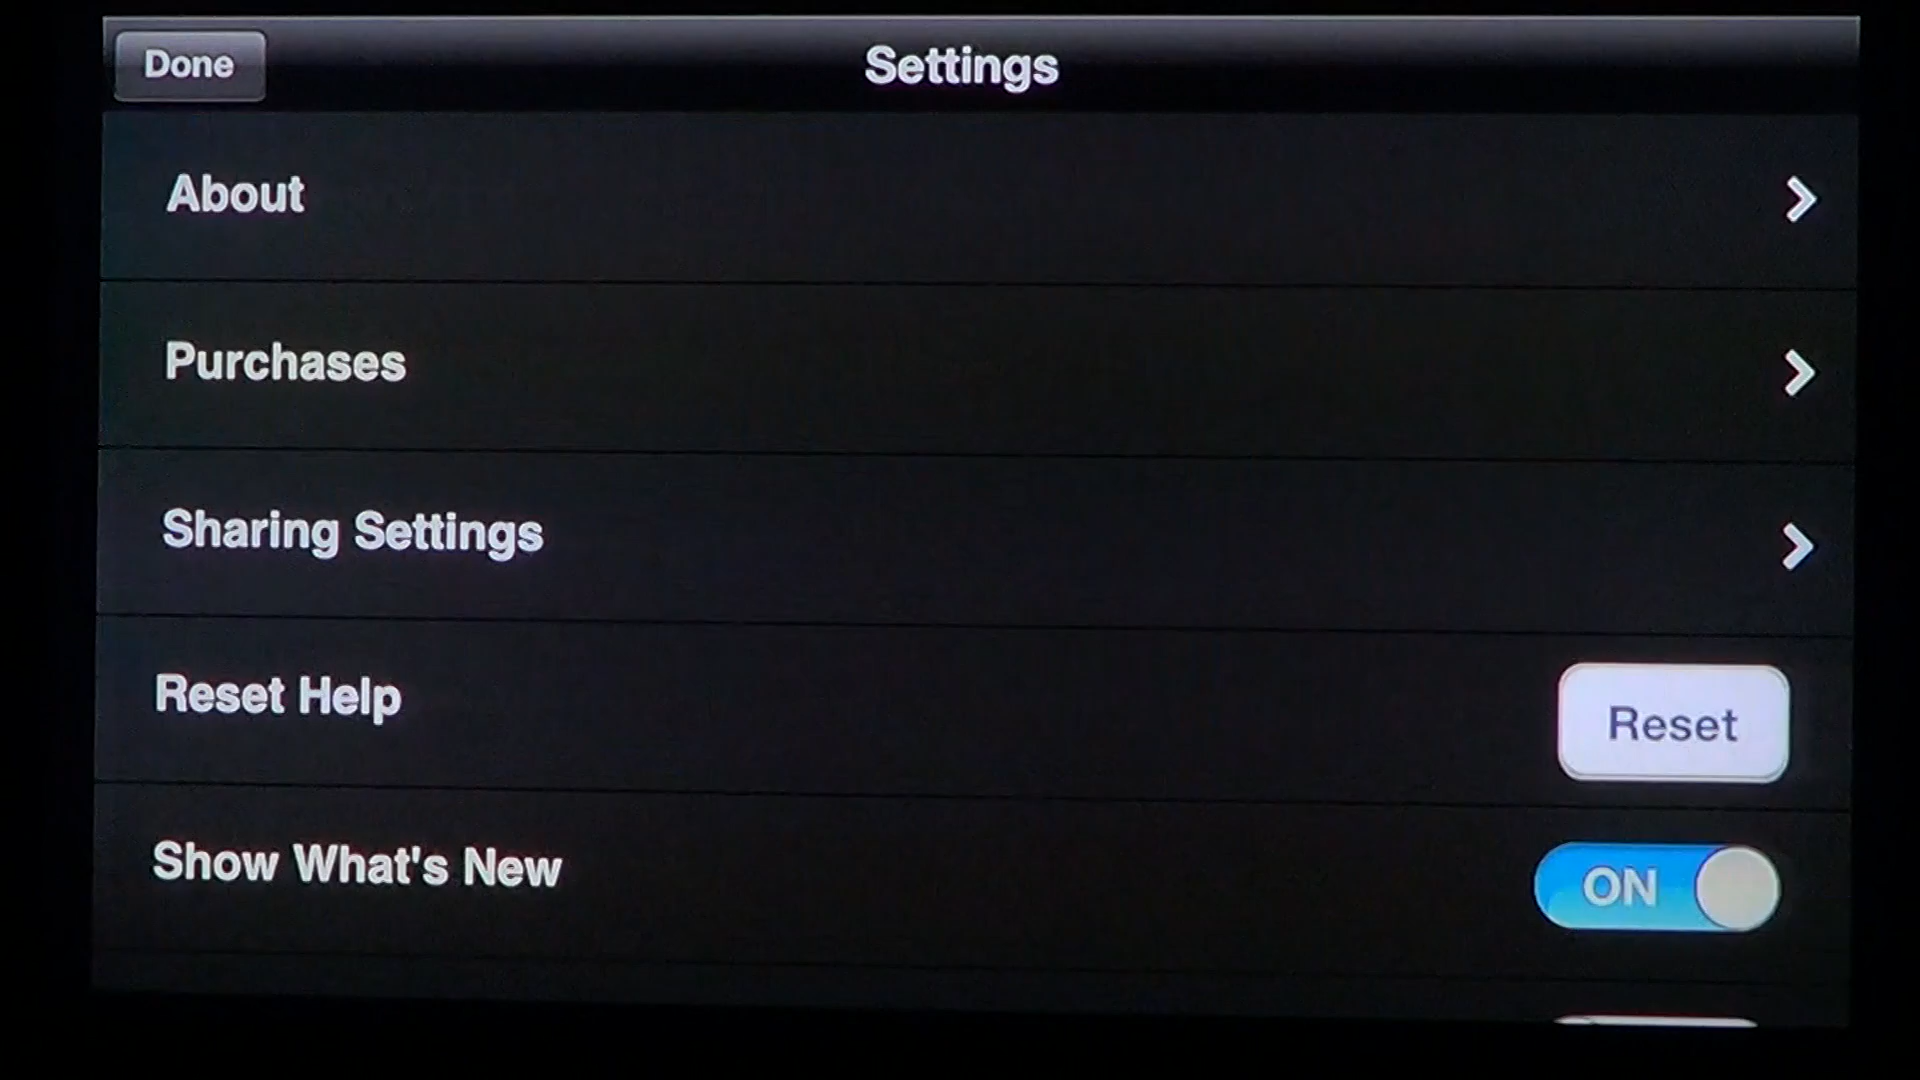 Done
Settings
About
Purchases
Sharing Settings
Reset Help
Reset
Show What's New
ON